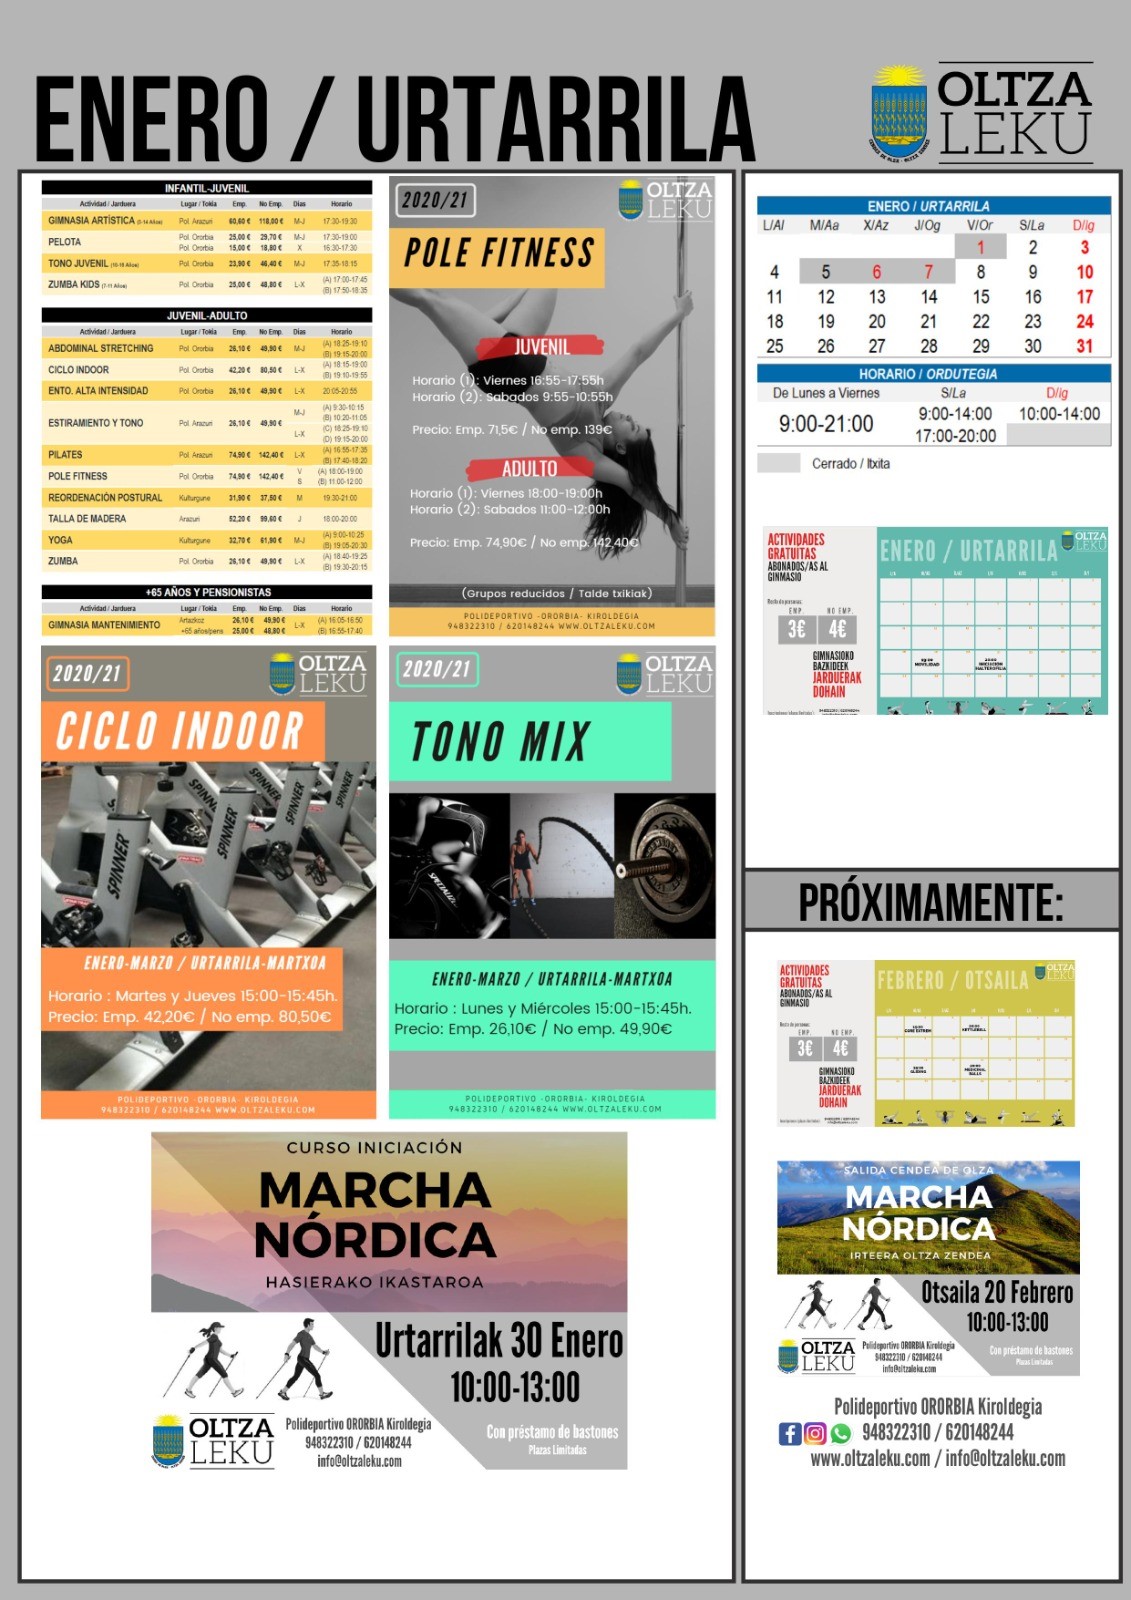 ENERO / URTARRILA
OLTZA
LEKU
INFANTIL-JUVENIL
Actividad / Jarduera Lugar / Tokia Emp. No Emp. Dias Horario
GIMNASIA ARTÍSTICA Pol. Arazuri 60,60 € 118,00 € M-J 17:30-19:30
PELOTA Pol. Ororbia 25,00 € 29,70 € M-J 17:30-19:00
Pol. Ororbia 15,00 € 18,80 € X 16:30-17:30
TONO JUVENIL Pol. Ororbia 23,90 € 46,40 € M-J 17:35-18:15
ZUMBA KIDS (7-11 Años) Pol. Ororbia 25,00 € 48,80 € L-X (A) 17:00-17:45
(B) 17:50-18:35
JUVENIL-ADULTO
Actividad / Jarduera Lugar / Tokia Emp. No Emp. Dias Horario
ABDOMINAL STRETCHING Pol. Ororbia 26,10 € 49,90 € M-J (A) 18:25-19:10
(B) 19:15-20:00
CICLO INDOOR Pol. Ororbia 42,20 € 80,50 € L-X (A) 18:15-19:00
(B) 19:10-19:55
ENTO. ALTA INTENSIDAD Pol. Ororbia 26,10 € 49,90 € L-X 20:05-20:55
ESTIRAMIENTO Y TONO Pol. Arazuri 26,10 € 49,90 € M-J (A) 9:30-10:15
(B) 10:20-11:05
L-X (C) 18:25-19:10
(D) 19:15-20:00
PILATES Pol. Arazuri 74,90 € 142,40 € L-X (A) 16:55-17:35
(B) 17:40-18:20
POLE FITNESS Pol. Ororbia 74,90 € 142,40 € V (A) 18:00-19:00
S (B) 11:00-12:00
REORDENACIÓN POSTURAL Kulturgune 31,90 € 37,50 € M 19:30-21:00
TALLA DE MADERA Arazuri 52,20 € 99,60 € J 18:00-20:00
YOGA Kulturgune 32,70 € 61,90 € M-J (A) 9:00-10:25
(B) 19:05-20:30
ZUMBA Pol. Ororbia 26,10 € 49,90 € L-X (A) 18:40-19:25
(B) 19:30-20:15
+65 AÑOS Y PENSIONISTAS
Actividad / Jarduera Lugar / Tokia Emp. No Emp. Dias Horario
GIMNASIA MANTENIMIENTO Artazkoz 26,10 € 49,90 € L-X (A) 16:05-16:50
+65 años/pens 25,00 € 48,80 € (B) 16:55-17:40
2020/21
OLTZA
LEKU
POLE FITNESS
JUVENIL
Horario (1): Viernes 16:55-17:55h
Horario (2): Sabados 9:55-10:55h
Precio: Emp. 71,5€ / No emp. 139€
ADULTO
Horario (1): Viernes 18:00-19:00h
Horario (2): Sabados 11:00-12:00h
Precio: Emp. 74,90€ / No emp. 142,40€
(Grupos reducidos / Talde txikiak)
POLIDEPORTIVO -ORORBIA- KIROLDEGIA
948322310 / 620148244 WWW.OLTZALEKU.COM
2020/21
OLTZA
LEKU
CICLO INDOOR
SPINNER
SPINNER
SPINNER
SPINNER
ENERO-MARZO / URTARRILA-MARTXOA
Horario : Martes y Jueves 15:00-15:45h.
Precio: Emp. 42,20€ / No emp. 80,50€
POLIDEPORTIVO -ORORBIA- KIROLDEGIA
948322310 / 620148244 WWW.OLTZALEKU.COM
2020/21
OLTZA
LEKU
TONO MIX
ENERO-MARZO / URTARRILA-MARTXOA
Horario : Lunes y Miércoles 15:00-15:45h.
Precio: Emp. 26,10€ / No emp. 49,90€
POLIDEPORTIVO -ORORBIA- KIROLDEGIA
948322310 / 620148244 WWW.OLTZALEKU.COM
CURSO INICIACIÓN
MARCHA
NÓRDICA
HASIERAKO IKASTAROA
Urtarrilak 30 Enero
10:00-13:00
OLTZA
LEKU
Polideportivo ORORBIA Kiroldegia
948322310 / 620148244
info@oltzaleku.com
Con préstamo de bastones
Plazas Limitadas
ENERO / URTARRILA
L/Al M/Aa X/Az J/Og V/Or S/La D/Ig
1 2 3
4 5 6 7 8 9 10
11 12 13 14 15 16 17
18 19 20 21 22 23 24
25 26 27 28 29 30 31
HORARIO / ORDUTEGIA
De Lunes a Viernes S/La D/Ig
9:00-21:00 9:00-14:00 10:00-14:00
17:00-20:00
Cerrado / Itxita
ACTIVIDADES
GRATUITAS
ABONADOS/AS AL
GINMASIO
Resto de personas:
EMP. NO EMP.
3€ 4€
GIMNASIOKO
BAZKIDEEK
JARDUERAK
DOHAIN
ENERO / URTARRILA
OLTZA
LEKU
MOVILIDAD
INICIACIÓN
HALTEROFILIA
PRÓXIMAMENTE:
ACTIVIDADES
GRATUITAS
ABONADOS/AS AL
GINMASIO
Resto de personas:
EMP. NO EMP.
3€ 4€
GIMNASIOKO
BAZKIDEEK
JARDUERAK
DOHAIN
FEBRERO / OTSAILA
OLTZA
LEKU
KETTLEBELL
SALIDA CENDEA DE OLZA
MARCHA
NÓRDICA
IRTEERA OLTZA ZENDEA
Otsaila 20 Febrero
10:00-13:00
OLTZA
LEKU
Polideportivo ORORBIA Kiroldegia
948322310 / 620148244
info@oltzaleku.com
Con préstamo de bastones
Plazas Limitadas
Polideportivo ORORBIA Kiroldegia
948322310 / 620148244
www.oltzaleku.com / info@oltzaleku.com